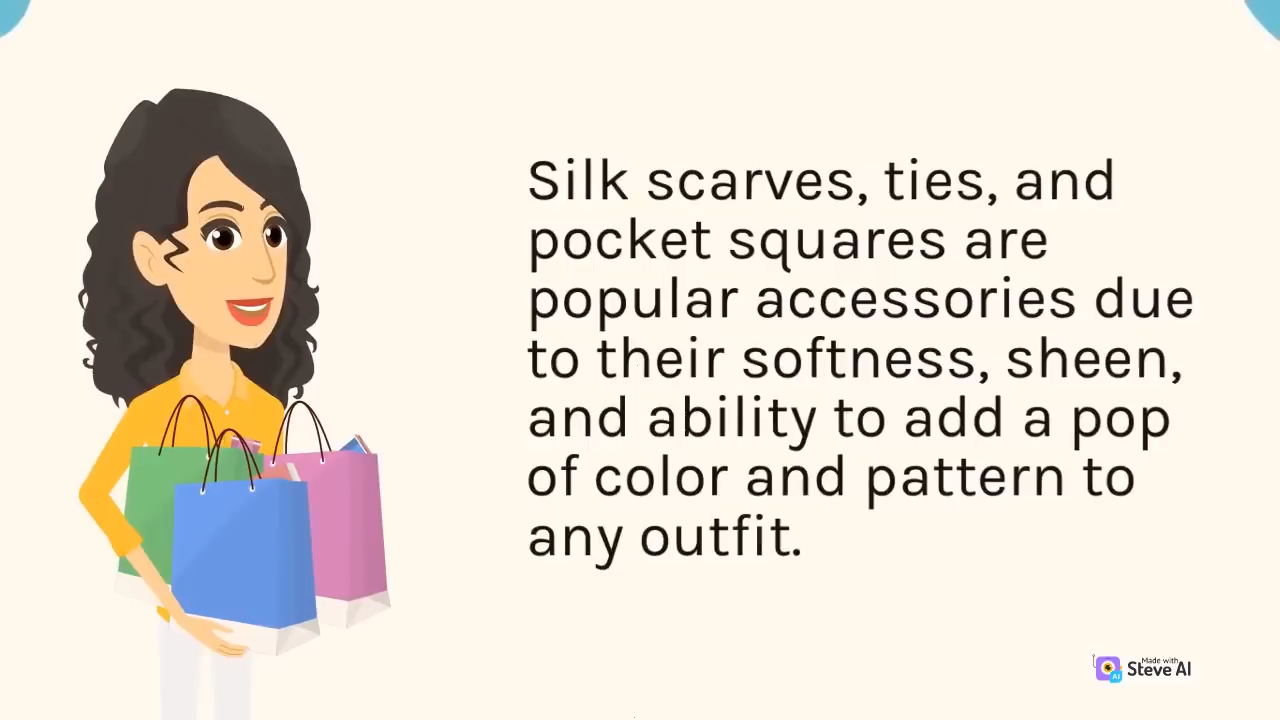 Silk scarves, ties, and
pocket squares are
popular accessories due
to their softness, sheen,
and ability to add a pop
of color and pattern to
any outfit.
Made with
Steve AI
AI